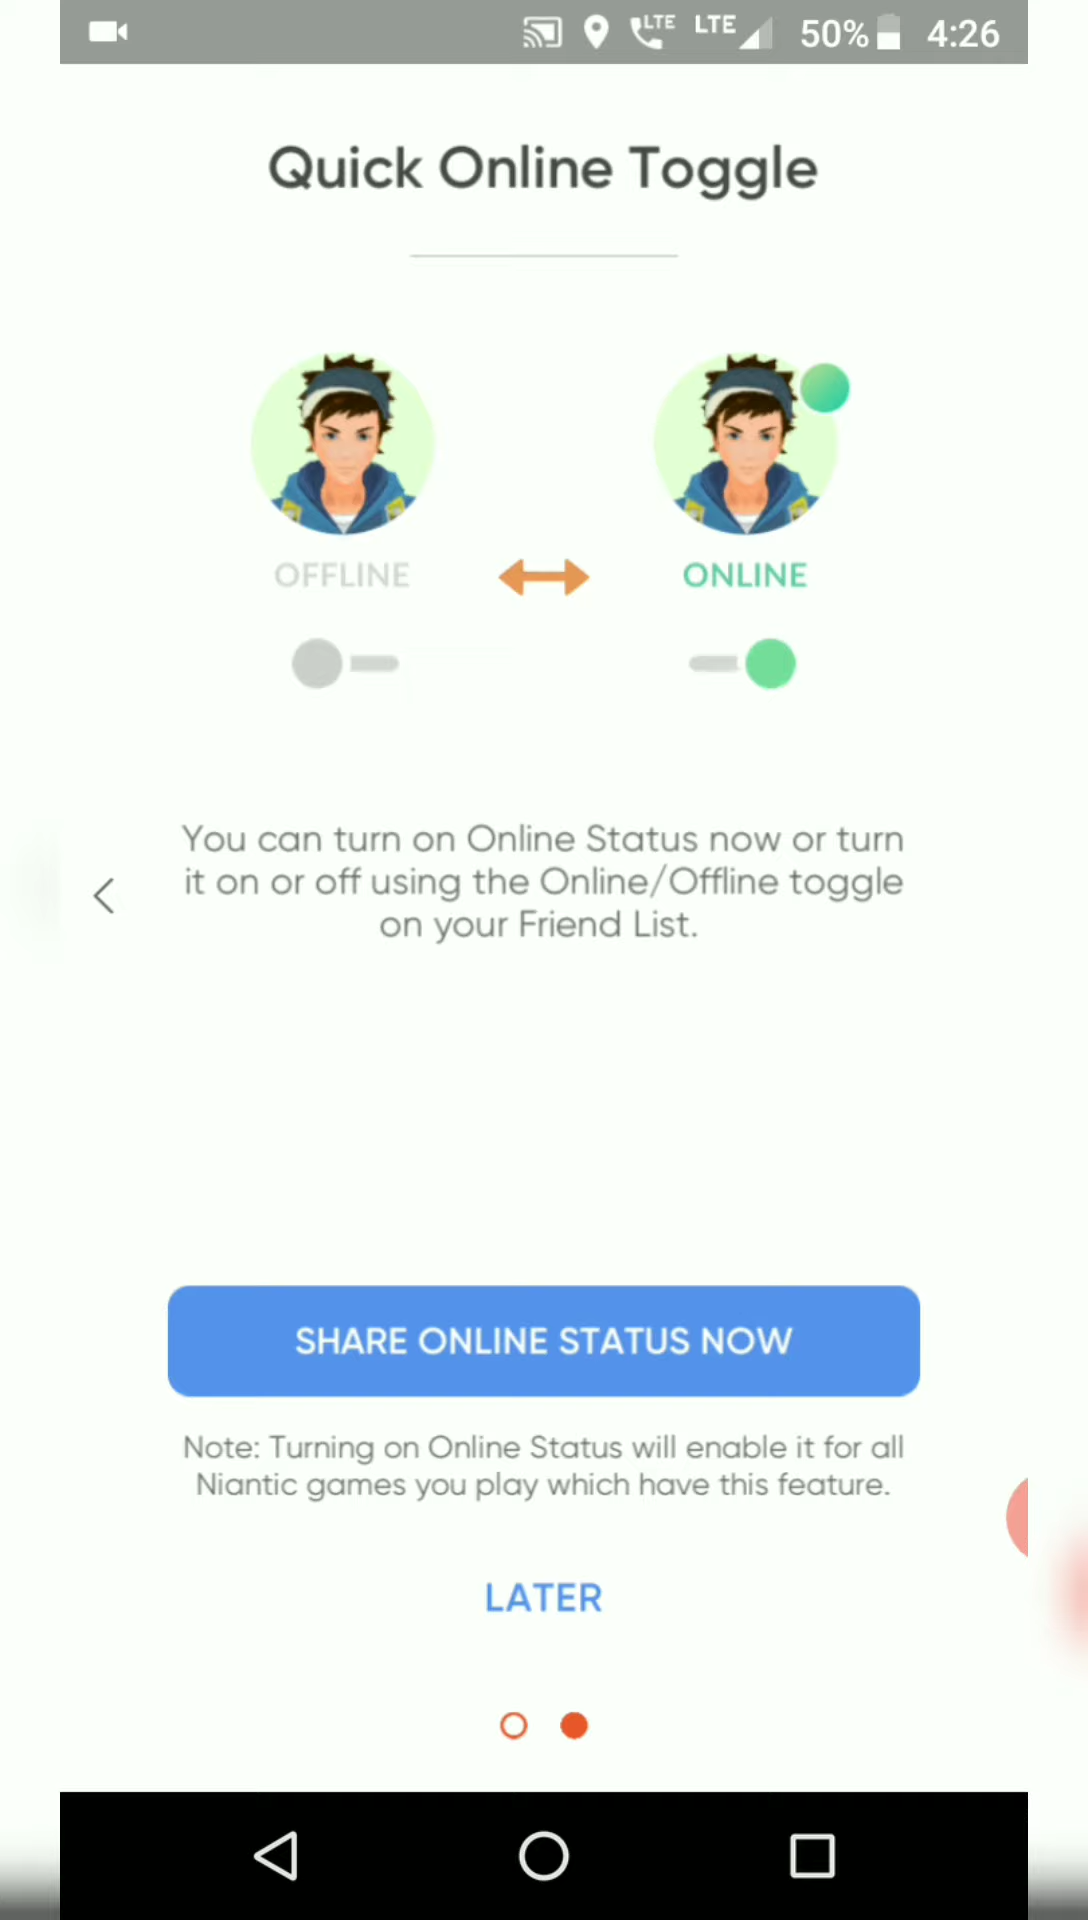 LTE LTE 50% 4:26
Quick Online Toggle
OFFLINE ONLINE
You can turn on Online Status now or turn
it on or off using the Online/Offline toggle
on your Friend List.
SHARE ONLINE STATUS NOW
Note: Turning on Online Status will enable it for all
Niantic games you play which have this feature.
LATER